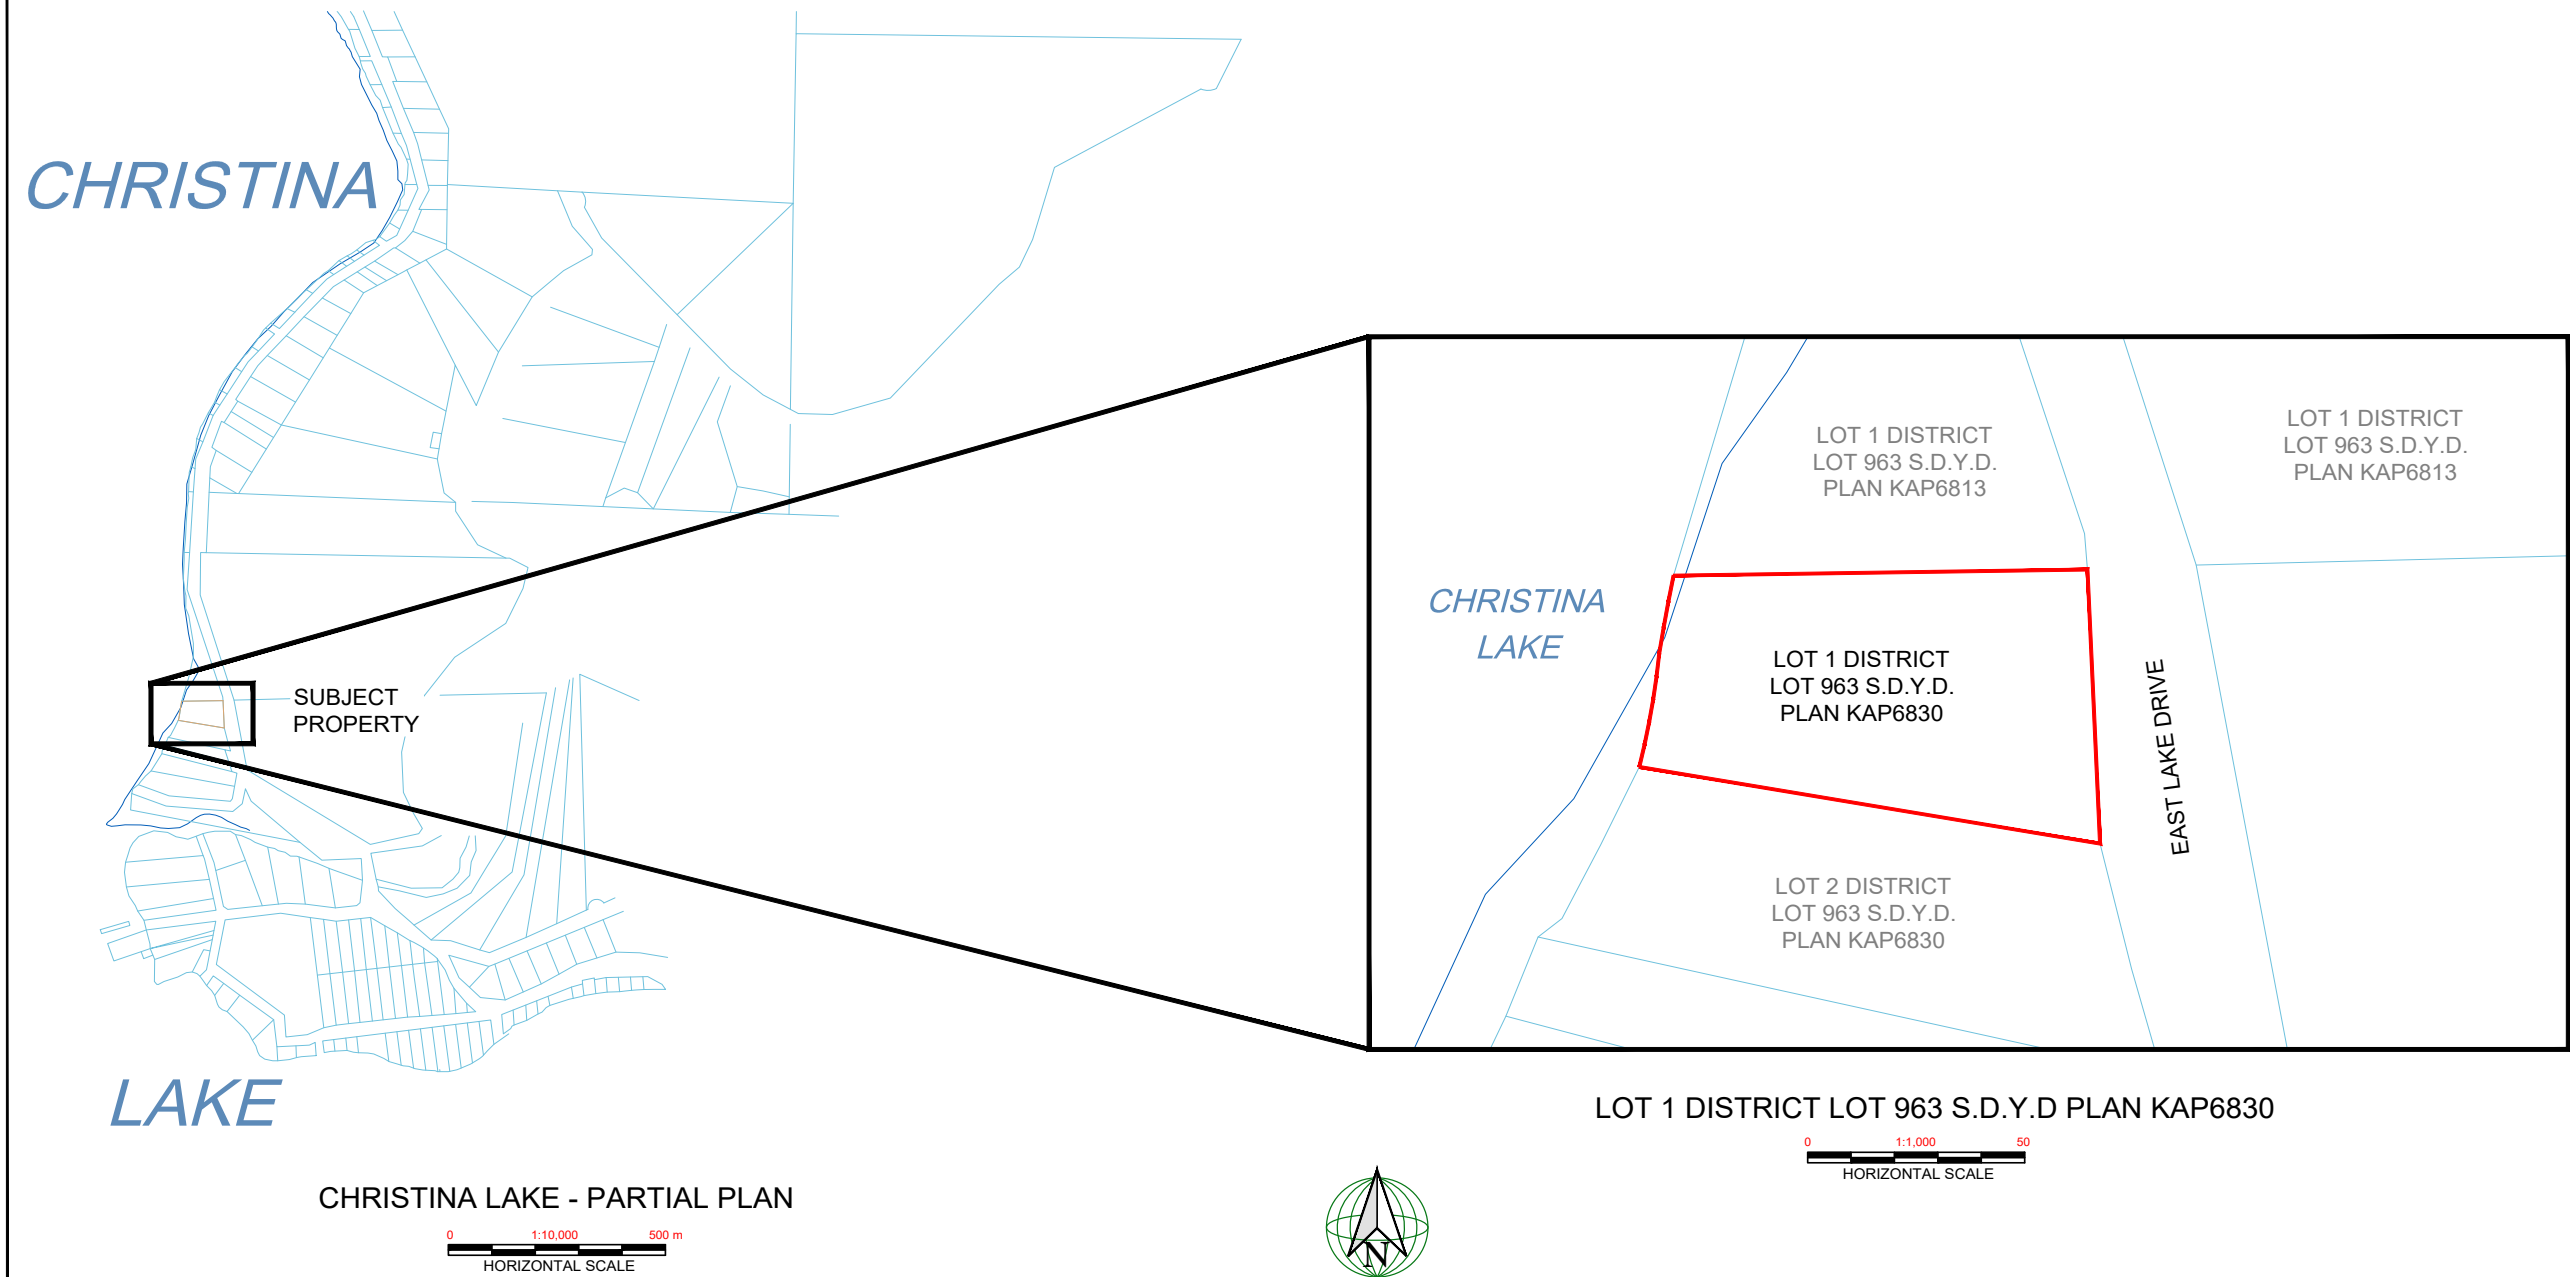 CHRISTINA
LAKE
SUBJECT
PROPERTY
LOT 1 DISTRICT
LOT 963 S.D.Y.D.
PLAN KAP6813
LOT 1 DISTRICT
LOT 963 S.D.Y.D.
PLAN KAP6813
CHRISTINA
LAKE
LOT 1 DISTRICT
LOT 963 S.D.Y.D.
PLAN KAP6830
EAST LAKE DRIVE
LOT 2 DISTRICT
LOT 963 S.D.Y.D.
PLAN KAP6830
LOT 1 DISTRICT LOT 963 S.D.Y.D PLAN KAP6830
0 1:1,000 50
HORIZONTAL SCALE
CHRISTINA LAKE - PARTIAL PLAN
0 1:10,000 500 m
HORIZONTAL SCALE
N